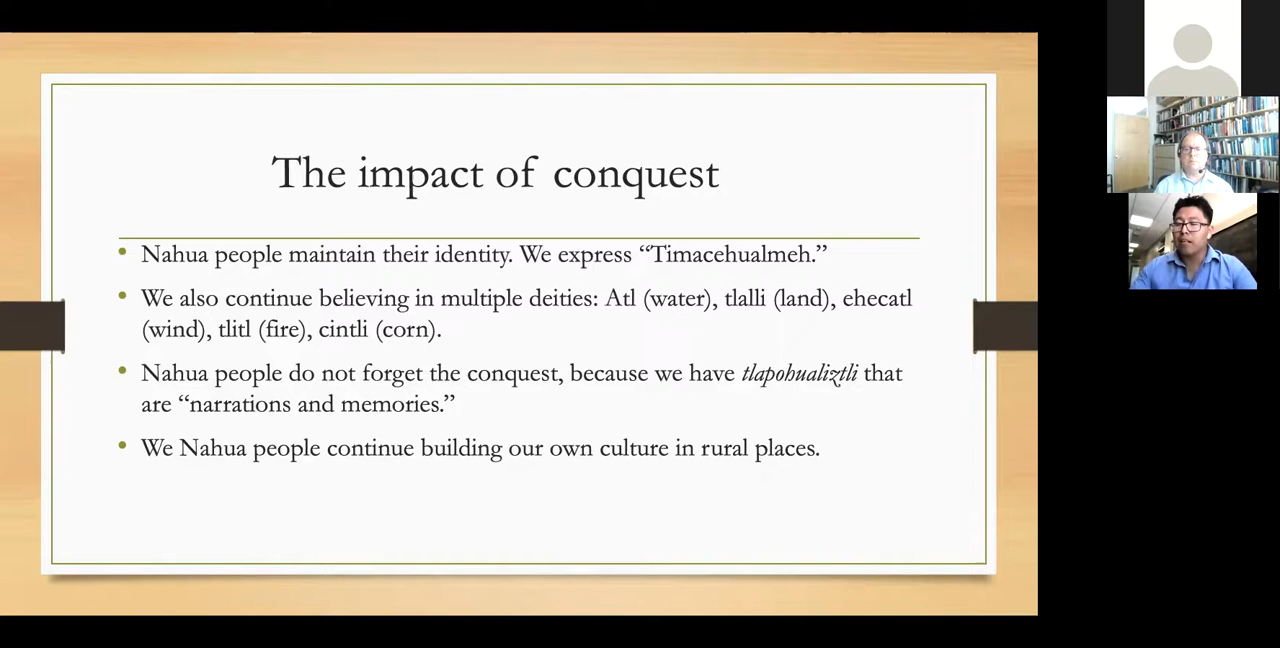 The impact of conquest
• Nahua people maintain their identity. We express “Timacehualmeh.”
• We also continue believing in multiple deities: Atl (water), tlalli (land), ehecatl
(wind), tlitl (fire), cintli (corn).
• Nahua people do not forget the conquest, because we have tlapohualiztli that
are “narrations and memories.”
• We Nahua people continue building our own culture in rural places.